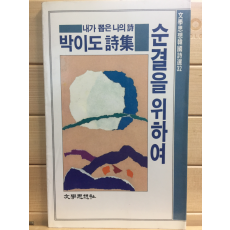 내가 뽑은 나의 詩
박이도 詩集
순결을 위하여
文學思想社